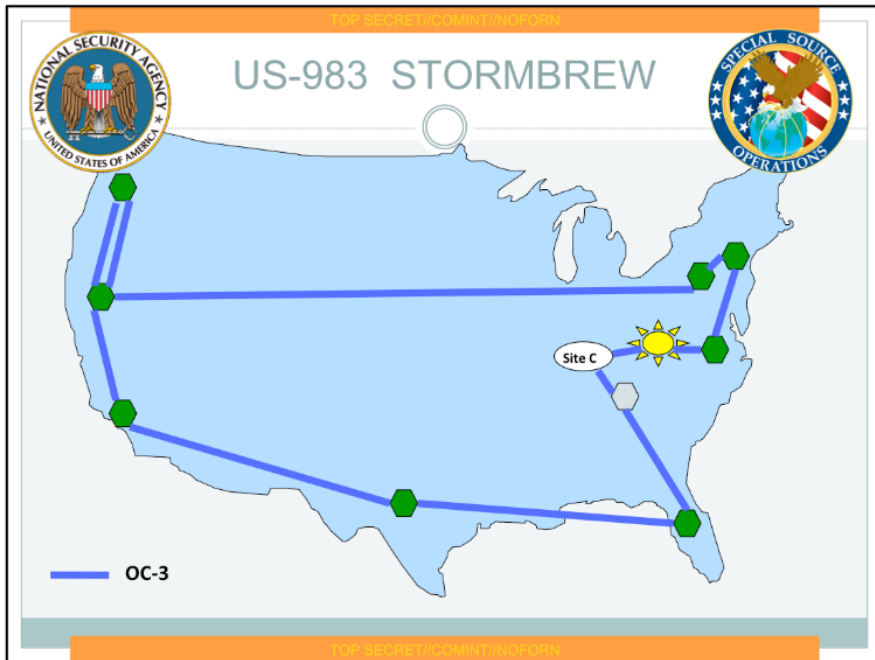 TOP SECRET//COMINT//NOFORN
NATIONAL SECURITY AGENCY
UNITED STATES OF AMERICA
US-983 STORMBREW
SPECIAL SOURCE
OPERATIONS
Site C
OC-3
TOP SECRET//COMINT//NOFORN